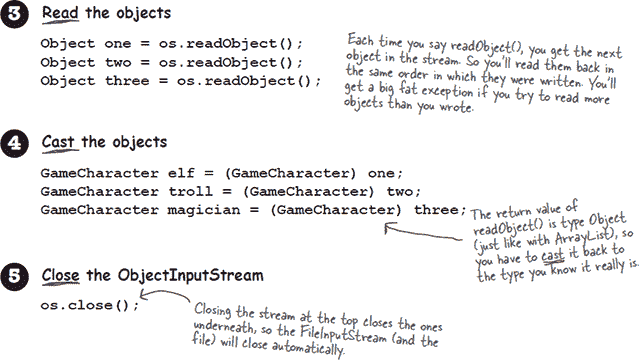 3 Read the objects
Object one = os.readObject();
Object two = os.readObject();
Object three = os.readObject();
Each time you say readObject(), you get the next
object in the stream. So you'll read them back in
the same order in which they were written. You'll
get a big fat exception if you try to read more
objects than you wrote.
4 Cast the objects
GameCharacter elf = (GameCharacter) one;
GameCharacter troll = (GameCharacter) two;
GameCharacter magician = (GameCharacter) three;
The return value of
readObject() is type Object
(just like with ArrayList), so
you have to cast it back to
the type you know it really is.
5 Close the ObjectInputStream
os.close();
Closing the stream at the top closes the ones
underneath, so the FileInputStream (and the
file) will close automatically.